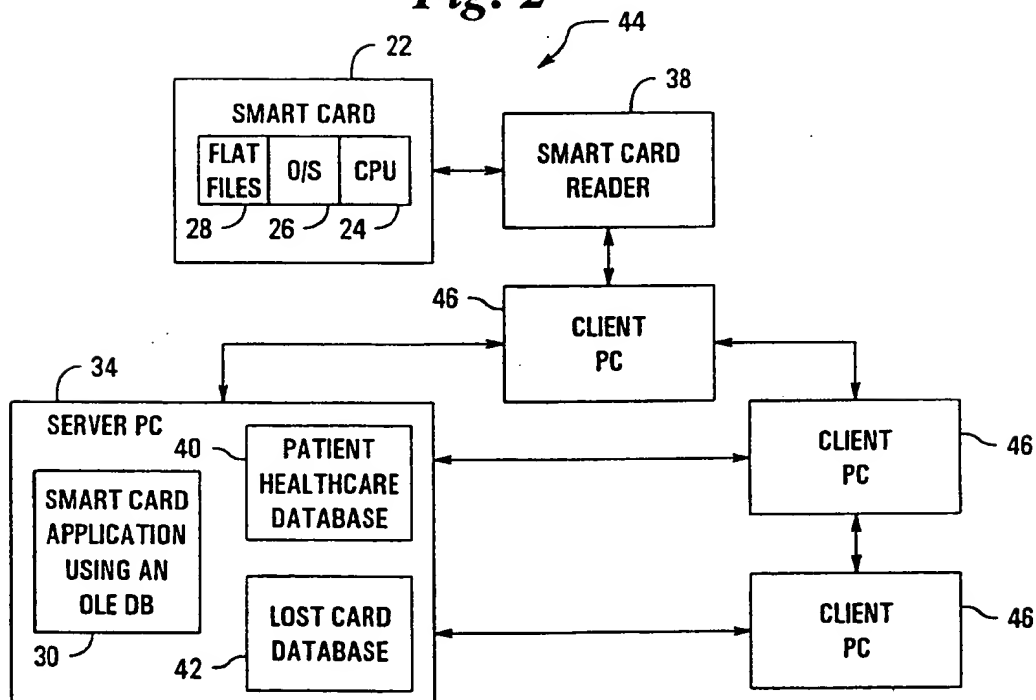 Fig. 2
44
22
38
SMART CARD
FLAT
FILES
O/S
CPU
28
26
24
SMART CARD
READER
46
CLIENT
PC
34
SERVER PC
40
PATIENT
HEALTHCARE
DATABASE
CLIENT
PC
46
SMART CARD
APPLICATION
USING AN
OLE DB
30
LOST CARD
DATABASE
42
CLIENT
PC
46